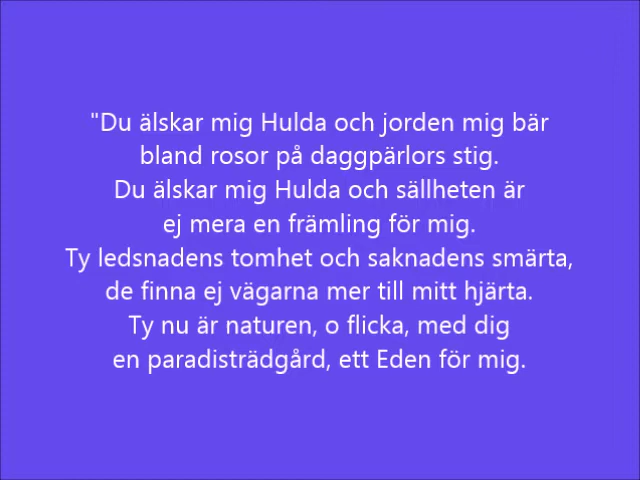 "Du älskar mig Hulda och jorden mig bär
bland rosor på daggpärlors stig.
Du älskar mig Hulda och sällheten är
ej mera en främling för mig.
Ty ledsnadens tomhet och saknadens smärta,
de finna ej vägarna mer till mitt hjärta.
Ty nu är naturen, o flicka, med dig
en paradisträdgård, ett Eden för mig.